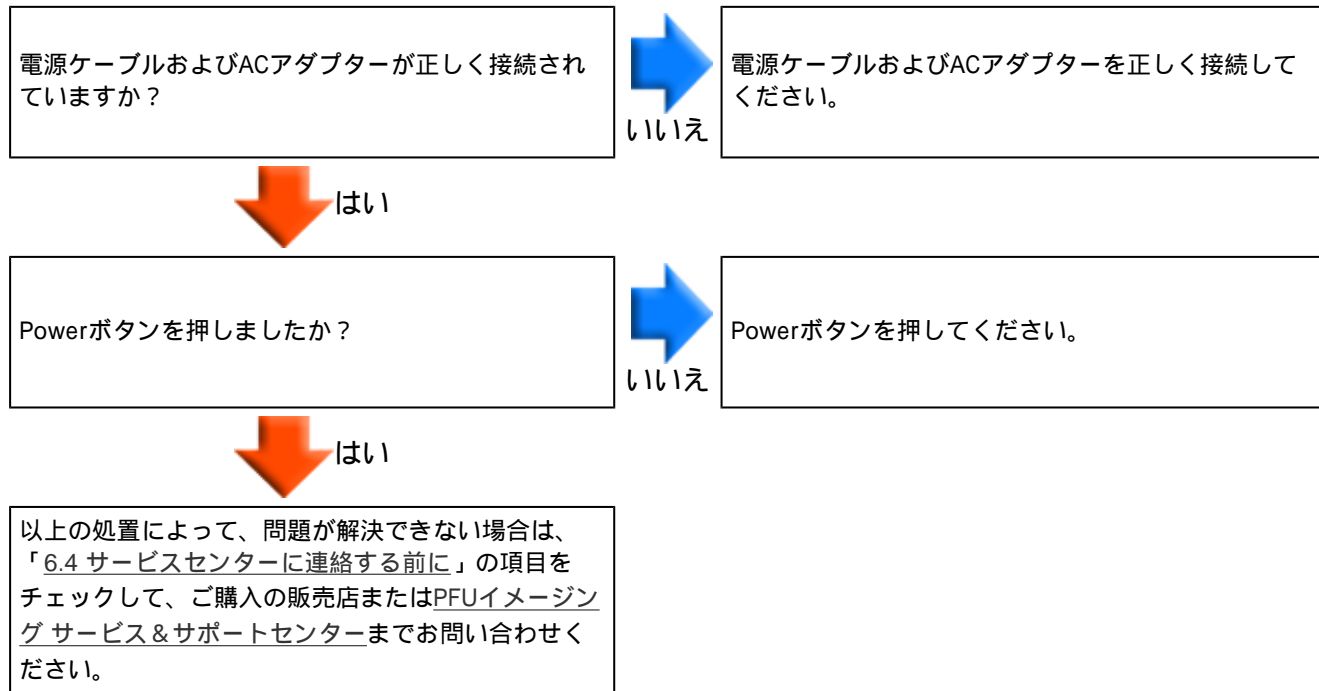 電源ケーブルおよびACアダプターが正しく接続され
ていますか？
いいえ
電源ケーブルおよびACアダプターを正しく接続して
ください。
はい
Powerボタンを押しましたか？
いいえ
Powerボタンを押してください。
はい
以上の処置によって、問題が解決できない場合は、
「6.4 サービスセンターに連絡する前に」の項目を
チェックして、ご購入の販売店またはPFUイメージン
グ サービス＆サポートセンターまでお問い合わせく
ださい。